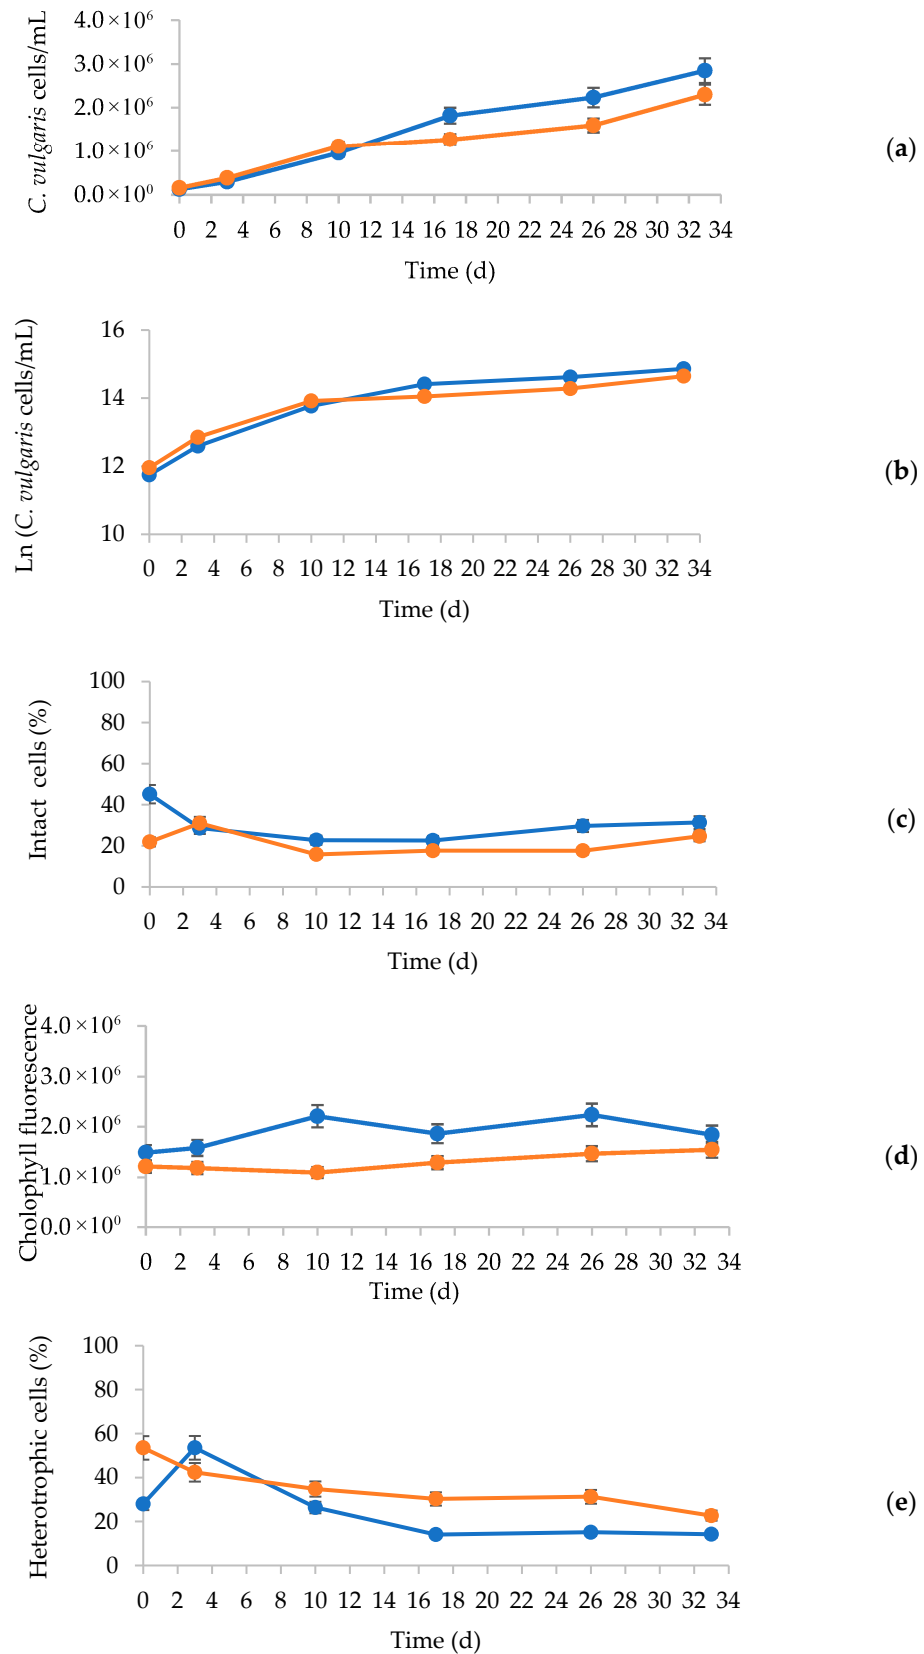 C. vulgaris cells/mL
4.0 ×10⁶
3.0 ×10⁶
2.0 ×10⁶
1.0 ×10⁶
0.0 ×10⁰
0 2 4 6 8 10 12 14 16 18 20 22 24 26 28 30 32 34
Time (d)
(a)
Ln (C. vulgaris cells/mL)
16
14
12
10
0 2 4 6 8 10 12 14 16 18 20 22 24 26 28 30 32 34
Time (d)
(b)
Intact cells (%)
100
80
60
40
20
0
0 2 4 6 8 10 12 14 16 18 20 22 24 26 28 30 32 34
Time (d)
(c)
Cholophyll fluorescence
4.0 ×10⁶
3.0 ×10⁶
2.0 ×10⁶
1.0 ×10⁶
0.0 ×10⁰
0 2 4 6 8 10 12 14 16 18 20 22 24 26 28 30 32 34
Time (d)
(d)
Heterotrophic cells (%)
100
80
60
40
20
0
0 2 4 6 8 10 12 14 16 18 20 22 24 26 28 30 32 34
Time (d)
(e)